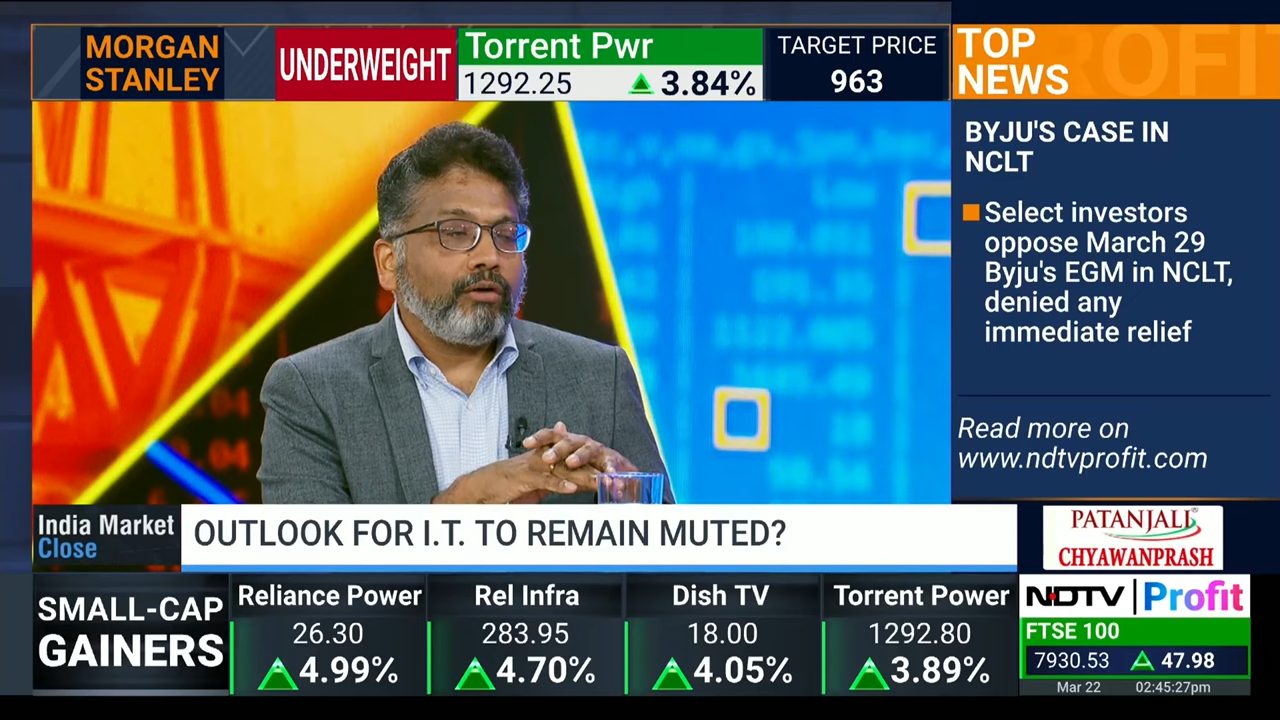 MORGAN
STANLEY
UNDERWEIGHT
Torrent Pwr
1292.25 3.84%
TARGET PRICE
963
TOP
NEWS
BYJU'S CASE IN
NCLT
Select investors
oppose March 29
Byju's EGM in NCLT,
denied any
immediate relief
Read more on
www.ndtvprofit.com
India Market
Close
OUTLOOK FOR I.T. TO REMAIN MUTED?
PATANJALI
CHYAWANPRASH
SMALL-CAP
GAINERS
Reliance Power
26.30
4.99%
Rel Infra
283.95
4.70%
Dish TV
18.00
4.05%
Torrent Power
1292.80
3.89%
NDTV Profit
FTSE 100
7930.53 47.98
Mar 22 02:45:27pm